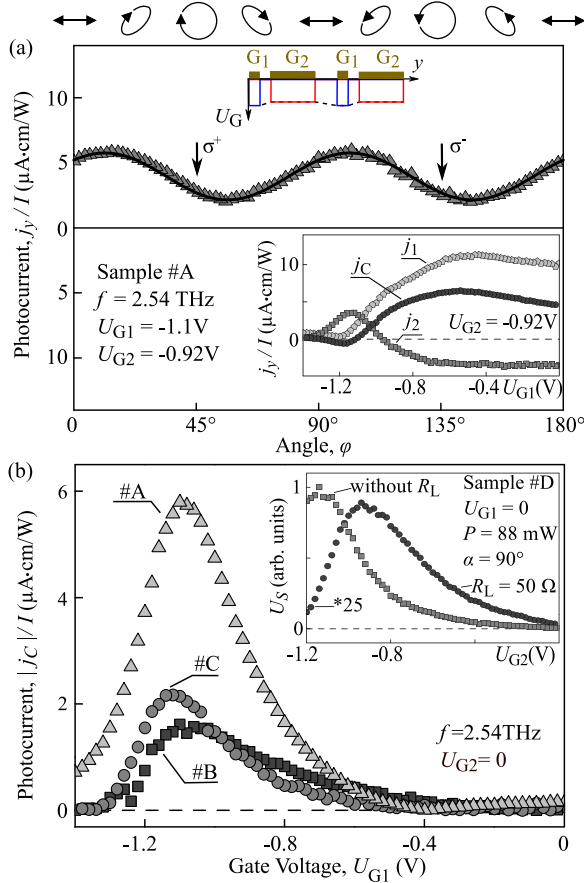 (a)
G1 G2 G1 G2
y
UG
10
5
0
5
10
σ+
σ-
Photocurrent, jy / I (μA·cm/W)
Sample #A
f = 2.54 THz
UG1 = -1.1V
UG2 = -0.92V
jy / I (μA·cm/W)
10
0
j1
jC
j2
UG2 = -0.92V
-1.2 -0.8 -0.4 UG1(V)
0 45° 90° 135° 180°
Angle, φ
(b)
Photocurrent, |jC| / I (μA·cm/W)
6
4
2
0
#A
#C
#B
US (arb. units)
1
0
without RL
Sample #D
UG1 = 0
P = 88 mW
α = 90°
RL = 50 Ω
*25
-1.2 -0.8 UG2(V)
f=2.54THz
UG2= 0
-1.2 -0.8 -0.4 0
Gate Voltage, UG1 (V)